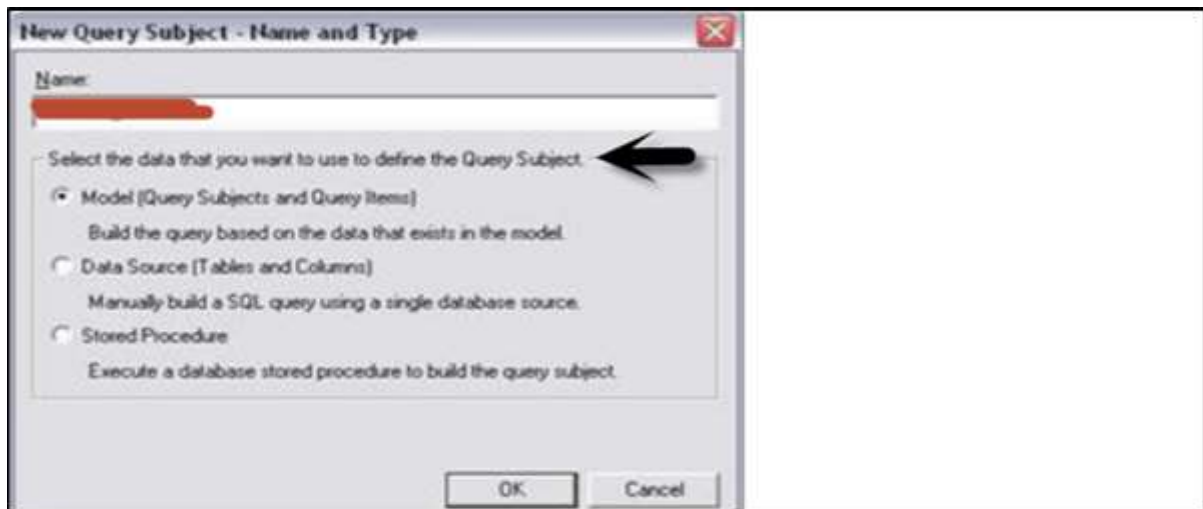 New Query Subject - Name and Type
Name:
Select the data that you want to use to define the Query Subject.
Model (Query Subjects and Query Items)
Build the query based on the data that exists in the model.
Data Source (Tables and Columns)
Manually build a SQL query using a single database source.
Stored Procedure
Execute a database stored procedure to build the query subject.
OK Cancel